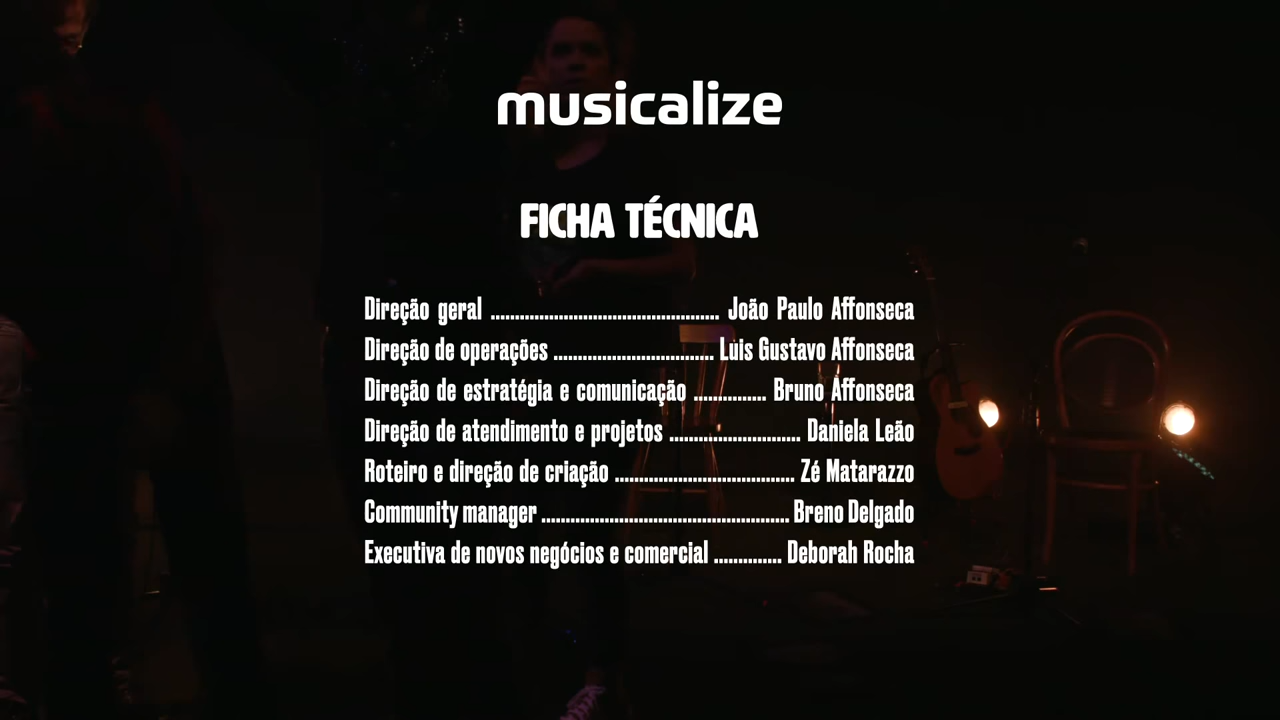 musicalize
FICHA TÉCNICA
Direção geral ................................................ João Paulo Affonseca
Direção de operações .................................. Luis Gustavo Affonseca
Direção de estratégia e comunicação ............... Bruno Affonseca
Direção de atendimento e projetos ............................ Daniela Leão
Roteiro e direção de criação ...................................... Zé Matarazzo
Community manager .................................................... Breno Delgado
Executiva de novos negócios e comercial .............. Deborah Rocha